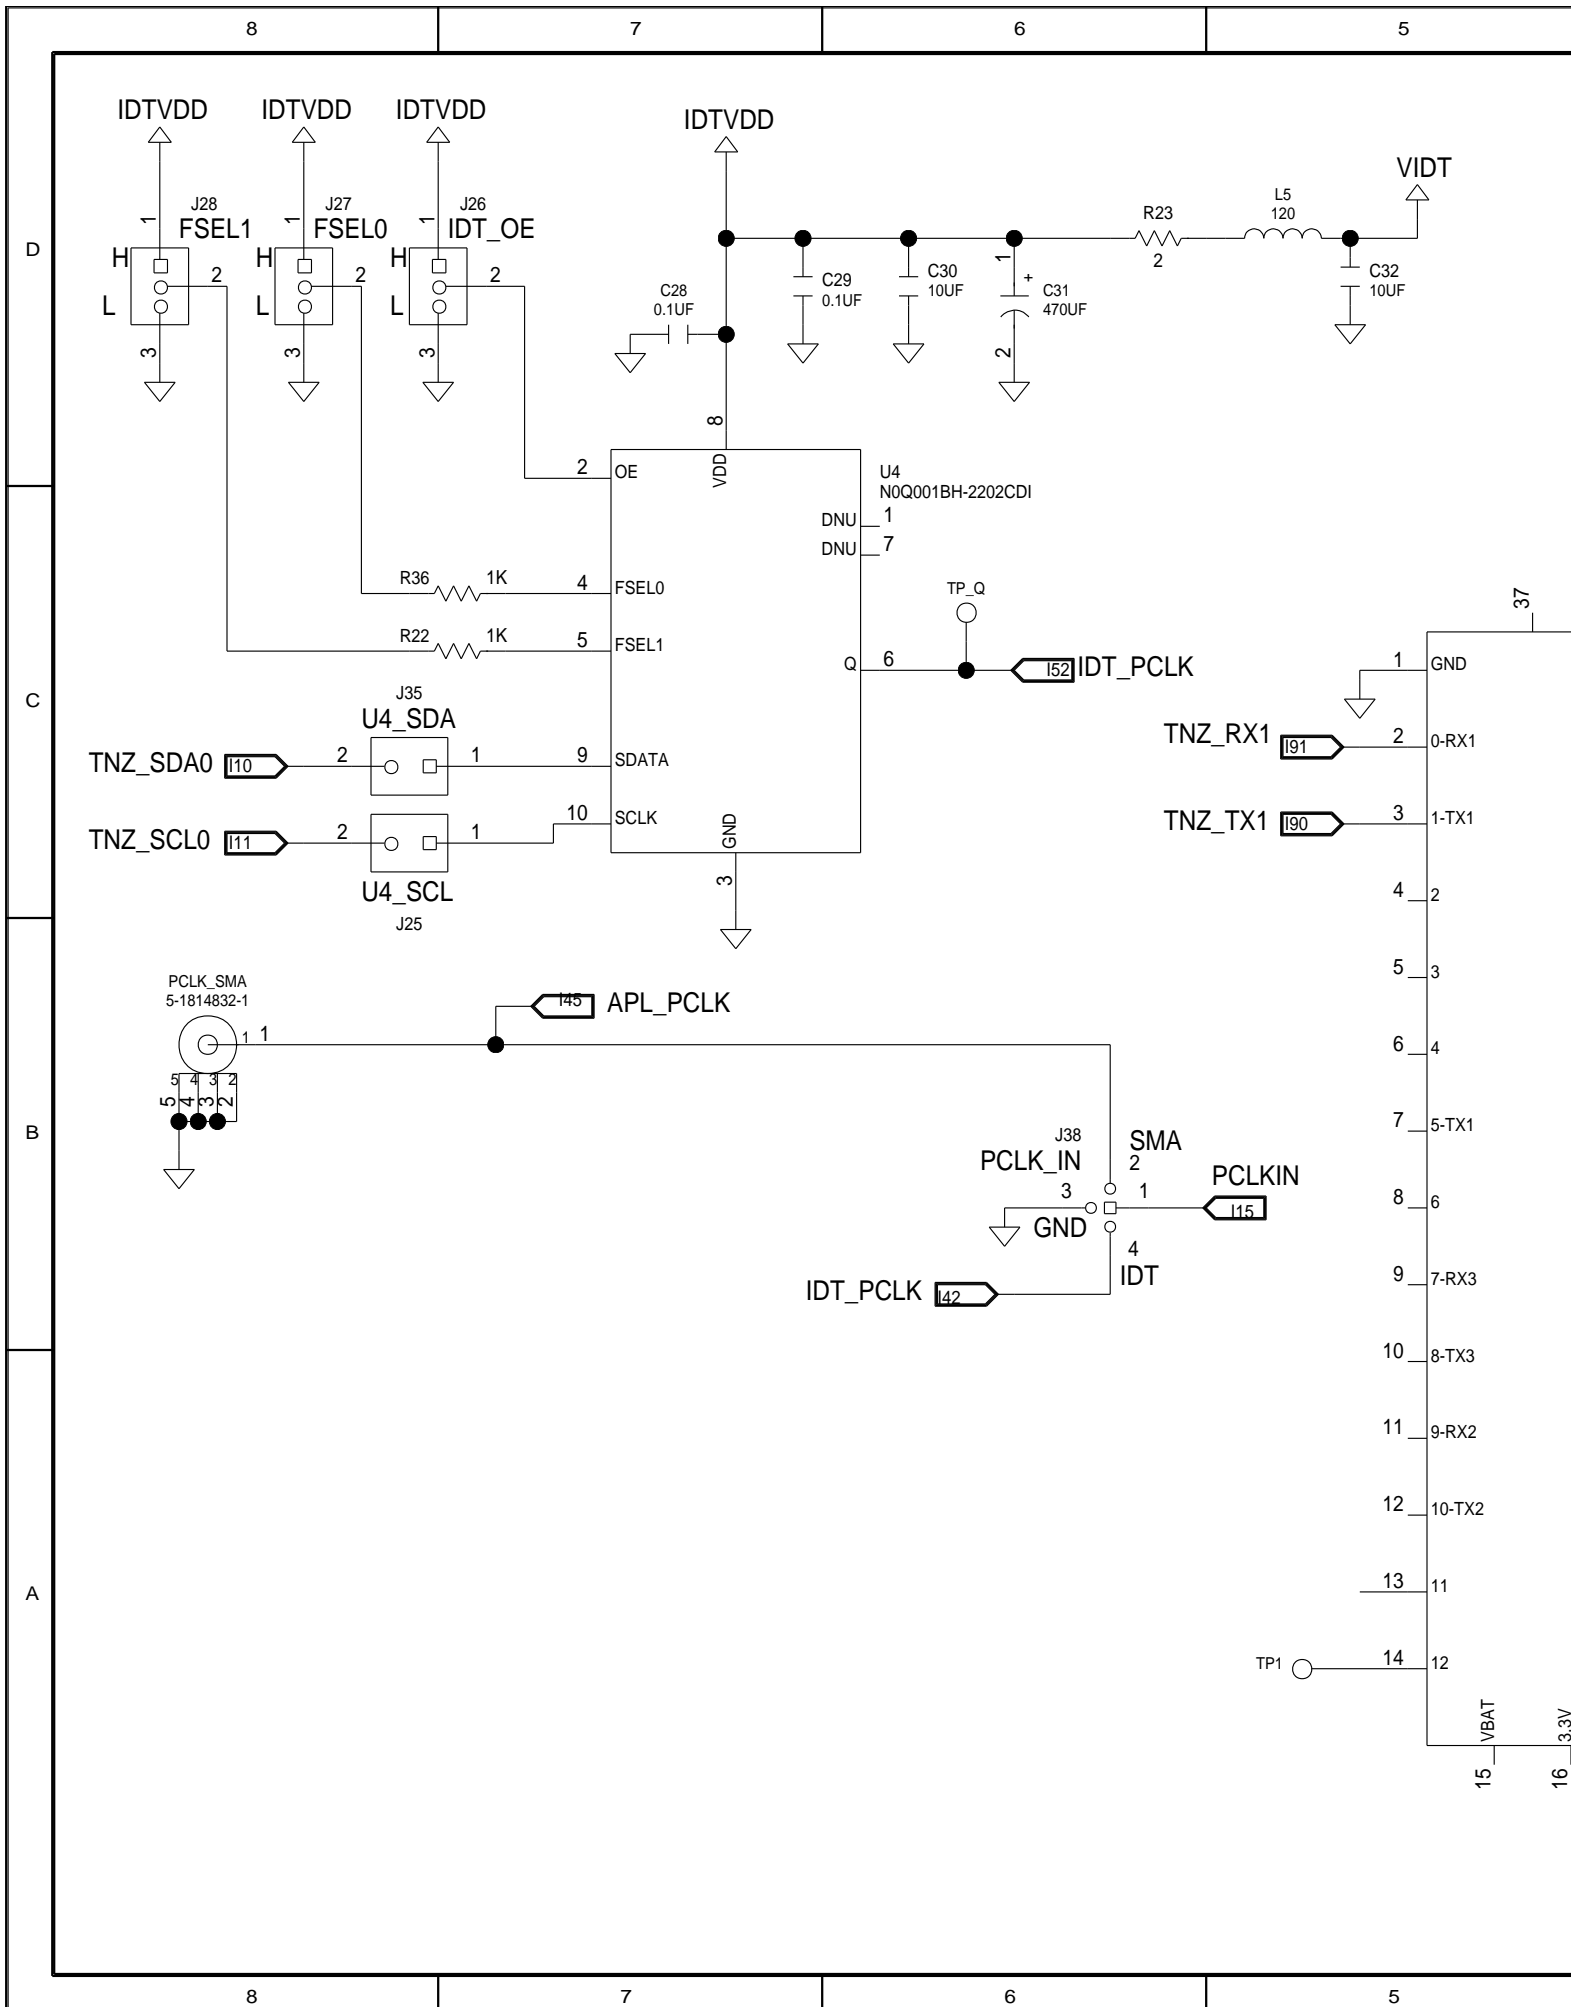 8 7 6 5
IDTVDD IDTVDD IDTVDD IDTVDD VIDT
J28 J27 J26
FSEL1 FSEL0 IDT_OE
1 1 1
H H H
2 2 2
L L L
3 3 3
R23
2
L5
120
C28
0.1UF
C29
0.1UF
C30
10UF
1
+
C31
470UF
2
C32
10UF
D
8
VDD
2 OE
U4
N0Q001BH-2202CDI
DNU 1
DNU 7
R36 1K 4 FSEL0
R22 1K 5 FSEL1
TP_Q
Q 6 I52 IDT_PCLK
C
J35
U4_SDA
TNZ_SDA0 I10 2 1 9 SDATA
TNZ_SCL0 I11 2 1 10 SCLK
U4_SCL
J25
GND
3
37
1 GND
TNZ_RX1 I91 2 0-RX1
TNZ_TX1 I90 3 1-TX1
4 2
5 3
6 4
7 5-TX1
8 6
9 7-RX3
10 8-TX3
11 9-RX2
12 10-TX2
13 11
TP1 14 12
VBAT
15
3.3V
16
PCLK_SMA
5-1814832-1
1 1
5 4 3 2
5 4 3 2
I45 APL_PCLK
B
J38 SMA
PCLK_IN 2
3 1
PCLKIN
I15
GND
4
IDT
IDT_PCLK I42
A
8 7 6 5